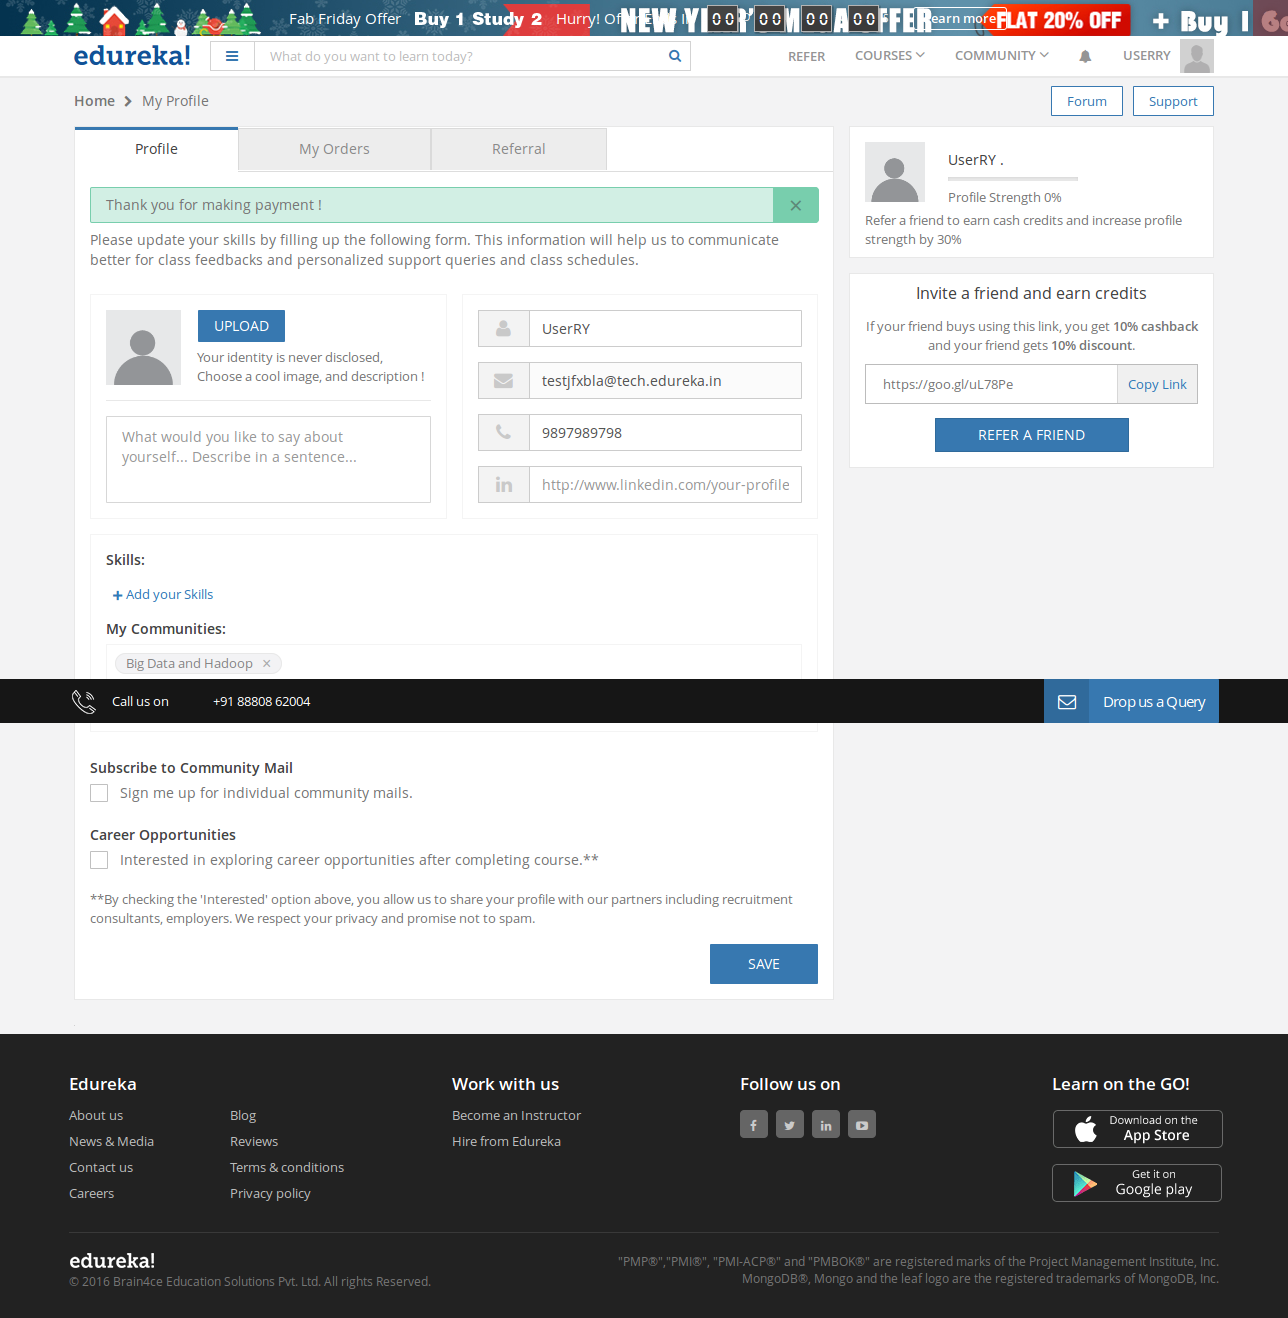 Fab Friday Offer Buy 1 Study 2 Hurry! 00 00 00 00 Learn more FLAT 20% OFF + Buy 1
edureka! What do you want to learn today? REFER COURSES COMMUNITY USERRY
Home My Profile Forum Support
Profile My Orders Referral
Thank you for making payment !
Please update your skills by filling up the following form. This information will help us to communicate
better for class feedbacks and personalized support queries and class schedules.
UPLOAD
Your identity is never disclosed,
Choose a cool image, and description !
What would you like to say about
yourself... Describe in a sentence...
UserRY
testjfxbla@tech.edureka.in
9897989798
http://www.linkedin.com/your-profile
UserRY .
Profile Strength 0%
Refer a friend to earn cash credits and increase profile
strength by 30%
Invite a friend and earn credits
If your friend buys using this link, you get 10% cashback
and your friend gets 10% discount.
https://goo.gl/uL78Pe Copy Link
REFER A FRIEND
Skills:
+ Add your Skills
My Communities:
Big Data and Hadoop ×
Call us on +91 88808 62004 Drop us a Query
Subscribe to Community Mail
Sign me up for individual community mails.
Career Opportunities
Interested in exploring career opportunities after completing course.**
**By checking the 'Interested' option above, you allow us to share your profile with our partners including recruitment
consultants, employers. We respect your privacy and promise not to spam.
SAVE
Edureka
About us
News & Media
Contact us
Careers
Blog
Reviews
Terms & conditions
Privacy policy
Work with us
Become an Instructor
Hire from Edureka
Follow us on
Learn on the GO!
Download on the
App Store
Get it on
Google play
edureka!
© 2016 Brain4ce Education Solutions Pvt. Ltd. All rights Reserved.
"PMP®","PMI®", "PMI-ACP®" and "PMBOK®" are registered marks of the Project Management Institute, Inc.
MongoDB®, Mongo and the leaf logo are the registered trademarks of MongoDB, Inc.